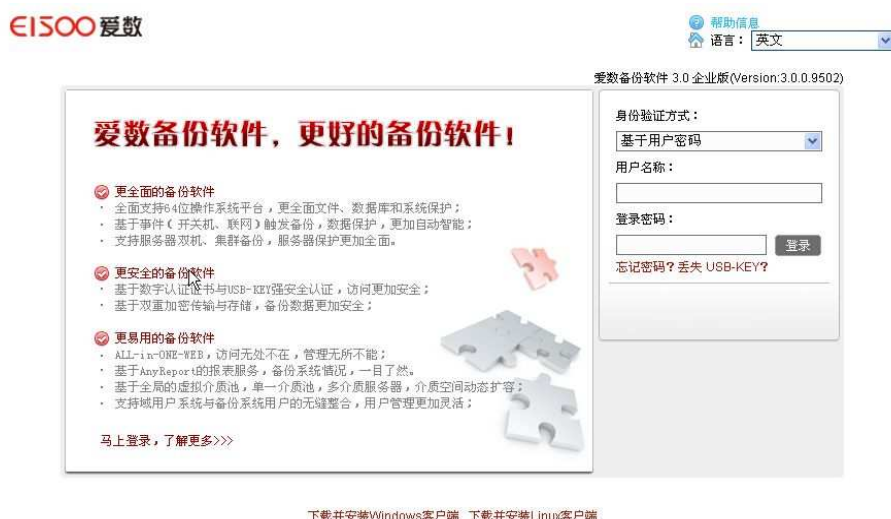 EISOO 爱数
帮助信息
语言： 英文
爱数备份软件 3.0 企业版(Version:3.0.0.9502)
爱数备份软件，更好的备份软件！
更全面的备份软件
· 全面支持64位操作系统平台，更全面文件、数据库和系统保护；
· 基于事件（开关机、联网）触发备份，数据保护，更加自动智能；
· 支持服务器双机、集群备份，服务器保护更加全面。
更安全的备份软件
· 基于数字认证证书与USB-KEY强安全认证，访问更加安全；
· 基于双重加密传输与存储，备份数据更加安全；
更易用的备份软件
· ALL-in-ONE-WEB，访问无处不在，管理无所不能；
· 基于AnyReport的报表服务，备份系统情况，一目了然。
· 基于全局的虚拟介质池，单一介质池，多介质服务器，介质空间动态扩容；
· 支持域用户系统与备份系统用户的无缝整合，用户管理更加灵活；
马上登录，了解更多>>>
身份验证方式：
基于用户密码
用户名称：
登录密码：
登录
忘记密码？丢失 USB-KEY？
下载并安装Windows客户端 下载并安装Linux客户端